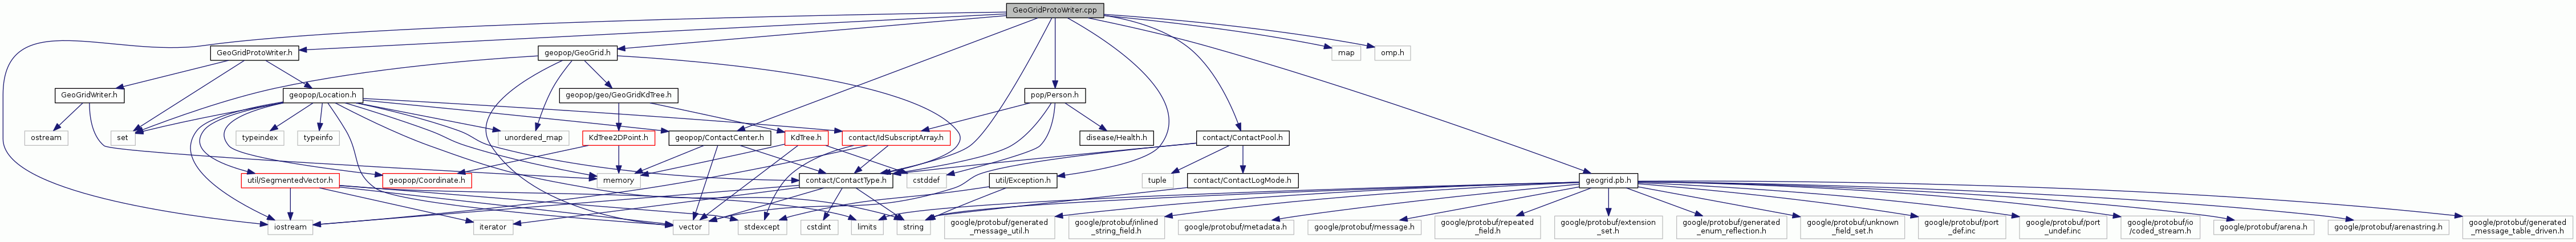 GeoGridProtoWriter.cpp
GeoGridProtoWriter.h
geopop/GeoGrid.h
map
omp.h
GeoGridWriter.h
geopop/Location.h
geopop/geo/GeoGridKdTree.h
pop/Person.h
ostream
set
typeindex
typeinfo
unordered_map
KdTree2DPoint.h
geopop/ContactCenter.h
KdTree.h
contact/IdSubscriptArray.h
disease/Health.h
contact/ContactPool.h
util/SegmentedVector.h
geopop/Coordinate.h
memory
contact/ContactType.h
cstddef
util/Exception.h
tuple
contact/ContactLogMode.h
geogrid.pb.h
iostream
iterator
vector
stdexcept
cstdint
limits
string
google/protobuf/generated
_message_util.h
google/protobuf/inlined
_string_field.h
google/protobuf/metadata.h
google/protobuf/message.h
google/protobuf/repeated
_field.h
google/protobuf/extension
_set.h
google/protobuf/generated
_enum_reflection.h
google/protobuf/unknown
_field_set.h
google/protobuf/port
_def.inc
google/protobuf/port
_undef.inc
google/protobuf/io
/coded_stream.h
google/protobuf/arena.h
google/protobuf/arenastring.h
google/protobuf/generated
_message_table_driven.h